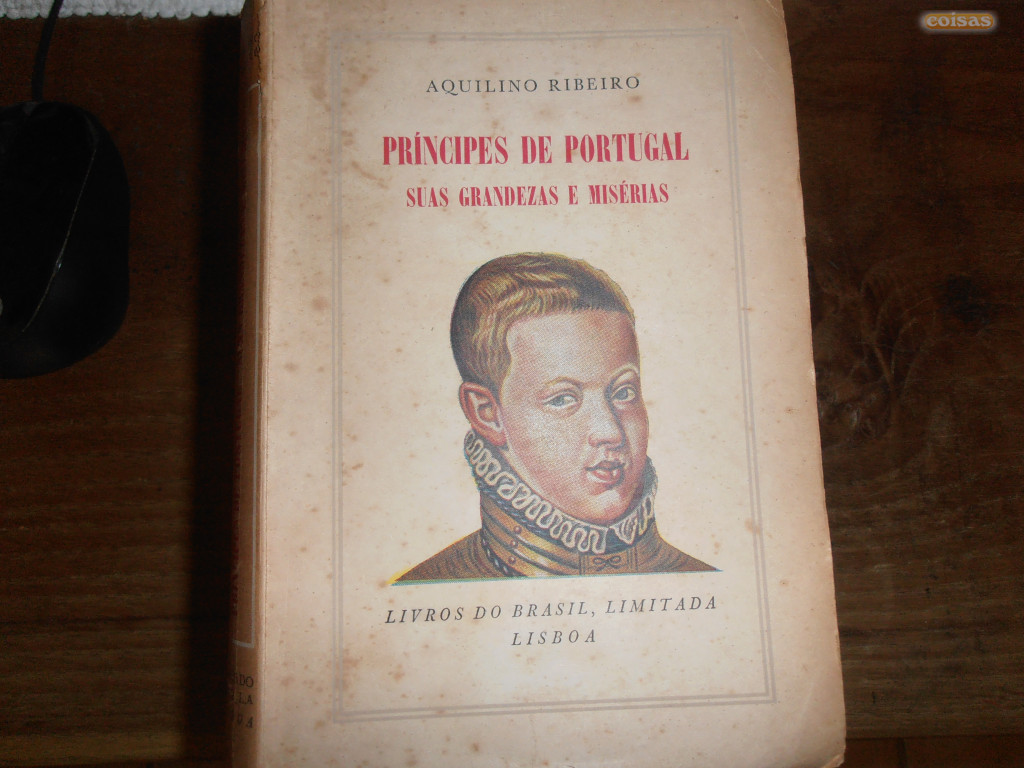 coisas
AQUILINO RIBEIRO
PRÍNCIPES DE PORTUGAL
SUAS GRANDEZAS E MISÉRIAS
LIVROS DO BRASIL, LIMITADA
LISBOA